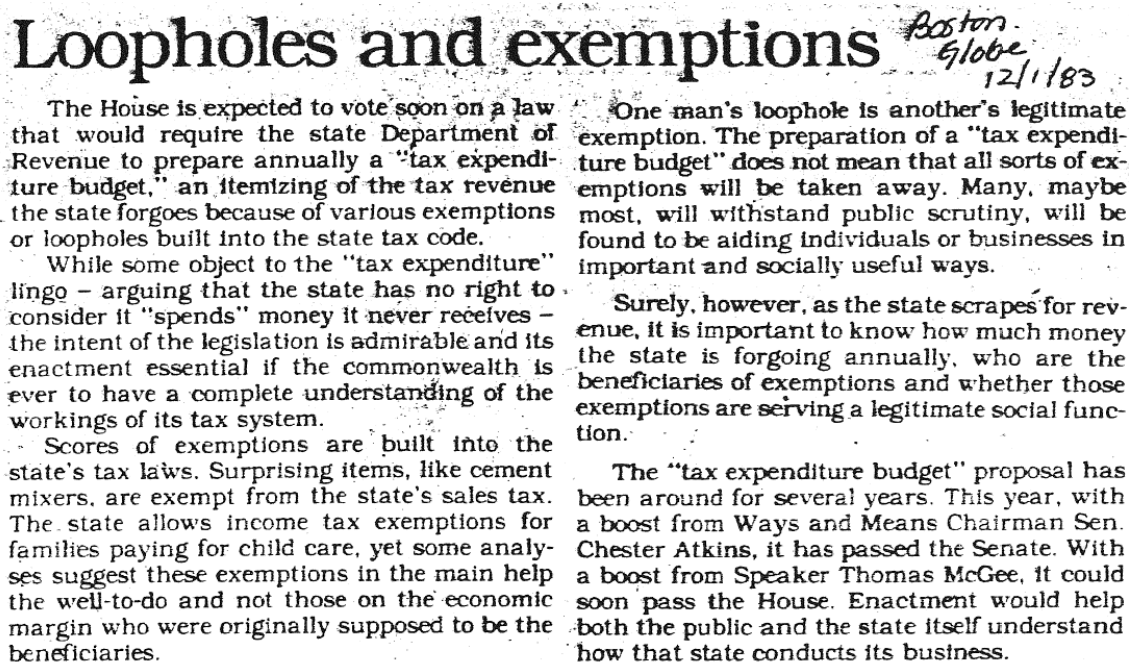 Loopholes and exemptions
Boston
Globe
12/1/83
The House is expected to vote soon on a law
that would require the state Department of
Revenue to prepare annually a "tax expendi-
ture budget," an itemizing of the tax revenue
the state forgoes because of various exemptions
or loopholes built into the state tax code.
While some object to the "tax expenditure"
lingo – arguing that the state has no right to
consider it "spends" money it never receives –
the intent of the legislation is admirable and its
enactment essential if the commonwealth is
ever to have a complete understanding of the
workings of its tax system.
Scores of exemptions are built into the
state's tax laws. Surprising items, like cement
mixers, are exempt from the state's sales tax.
The state allows income tax exemptions for
families paying for child care, yet some analy-
ses suggest these exemptions in the main help
the well-to-do and not those on the economic
margin who were originally supposed to be the
beneficiaries.
One man's loophole is another's legitimate
exemption. The preparation of a "tax expendi-
ture budget" does not mean that all sorts of ex-
emptions will be taken away. Many, maybe
most, will withstand public scrutiny, will be
found to be aiding individuals or businesses in
important and socially useful ways.
Surely, however, as the state scrapes for rev-
enue, it is important to know how much money
the state is forgoing annually, who are the
beneficiaries of exemptions and whether those
exemptions are serving a legitimate social func-
tion.
The "tax expenditure budget" proposal has
been around for several years. This year, with
a boost from Ways and Means Chairman Sen.
Chester Atkins, it has passed the Senate. With
a boost from Speaker Thomas McGee, it could
soon pass the House. Enactment would help
both the public and the state itself understand
how that state conducts its business.